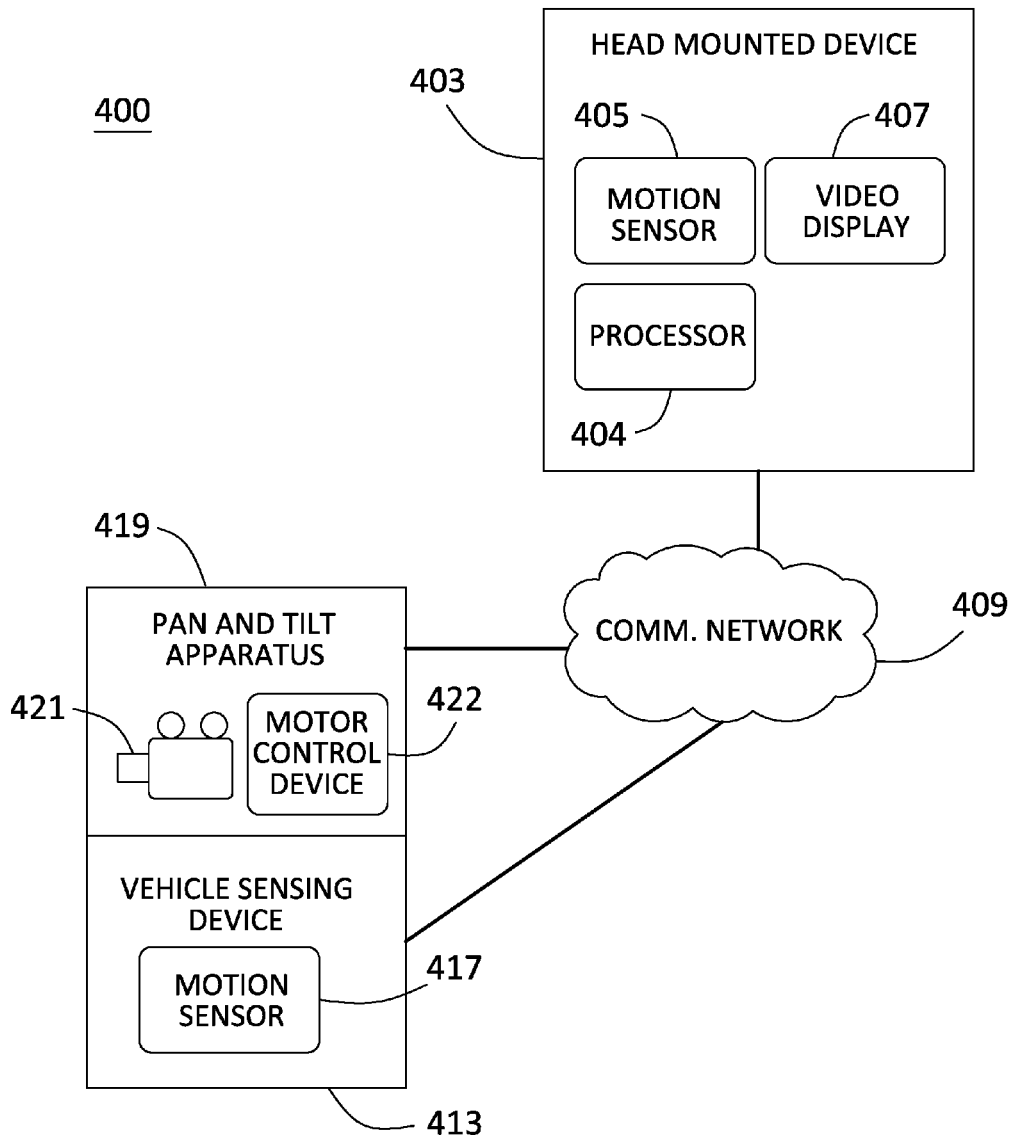 HEAD MOUNTED DEVICE
403
400
405
407
MOTION
SENSOR
VIDEO
DISPLAY
PROCESSOR
404
419
PAN AND TILT
APPARATUS
COMM. NETWORK
409
421
MOTOR
CONTROL
DEVICE
422
VEHICLE SENSING
DEVICE
MOTION
SENSOR
417
413